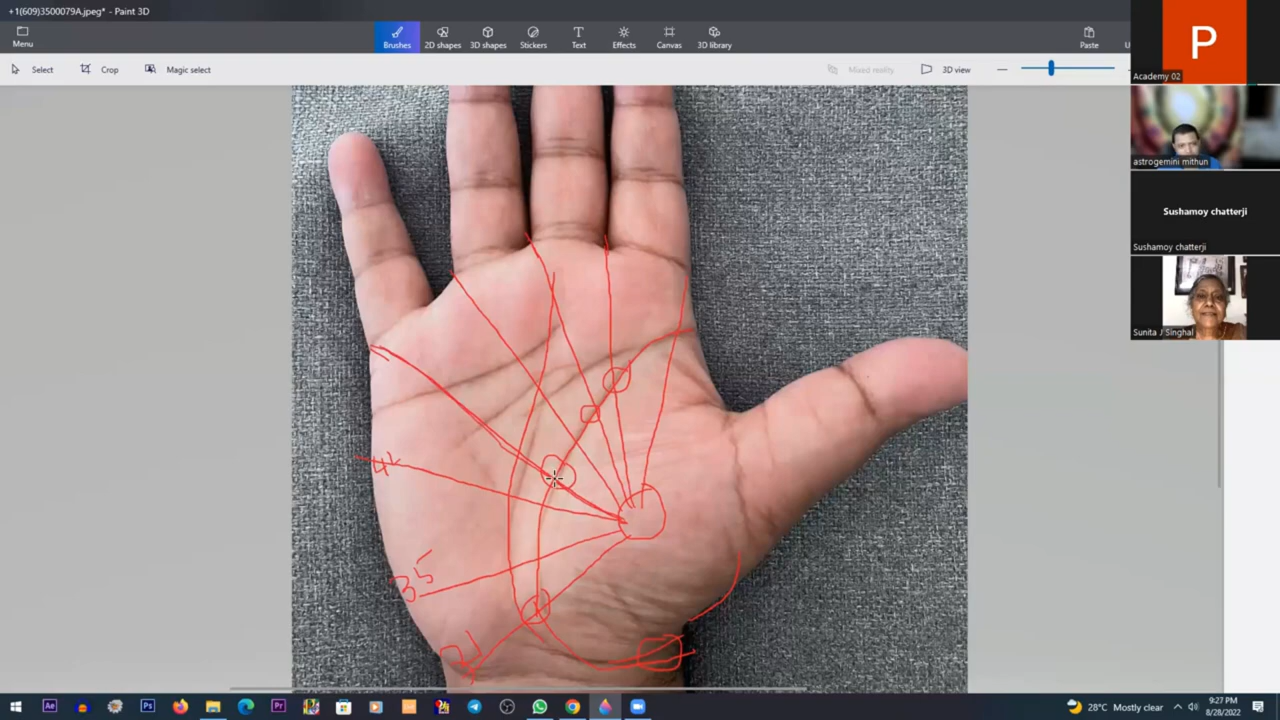 +1(609)3500079A.jpeg* - Paint 3D
Menu
Brushes
2D shapes
3D shapes
Stickers
Text
Effects
Canvas
3D library
Paste
Select
Crop
Magic select
Mixed reality
3D view
P
Academy 02
astrogemini mithun
Sushamoy chatterji
Sushamoy chatterji
Sunita J Singhal
35
28°C Mostly clear
9:27 PM
8/28/2022